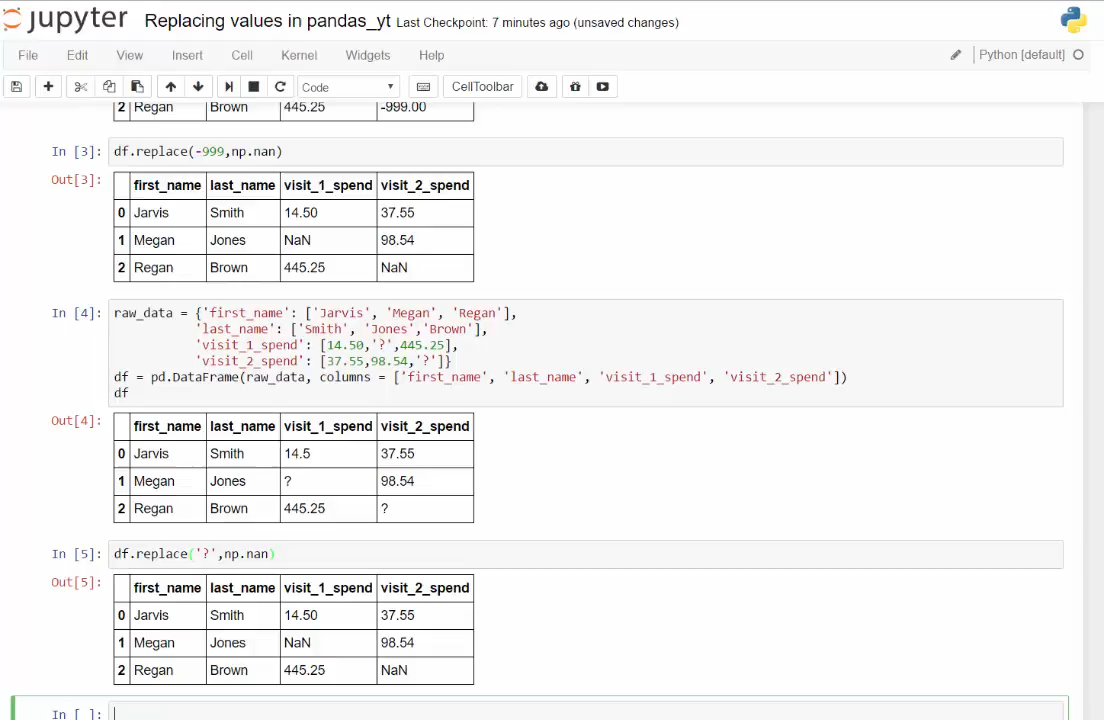 jupyter Replacing values in pandas_yt Last Checkpoint: 7 minutes ago (unsaved changes)
File Edit View Insert Cell Kernel Widgets Help Python [default]
Code CellToolbar
2 Regan Brown 445.25 -999.00
In [3]: df.replace(-999,np.nan)
Out[3]:
first_name last_name visit_1_spend visit_2_spend
0 Jarvis Smith 14.50 37.55
1 Megan Jones NaN 98.54
2 Regan Brown 445.25 NaN
In [4]: raw_data = {'first_name': ['Jarvis', 'Megan', 'Regan'],
'last_name': ['Smith', 'Jones','Brown'],
'visit_1_spend': [14.50,'?',445.25],
'visit_2_spend': [37.55,98.54,'?']}
df = pd.DataFrame(raw_data, columns = ['first_name', 'last_name', 'visit_1_spend', 'visit_2_spend'])
df
Out[4]:
first_name last_name visit_1_spend visit_2_spend
0 Jarvis Smith 14.5 37.55
1 Megan Jones ? 98.54
2 Regan Brown 445.25 ?
In [5]: df.replace('?',np.nan)
Out[5]:
first_name last_name visit_1_spend visit_2_spend
0 Jarvis Smith 14.50 37.55
1 Megan Jones NaN 98.54
2 Regan Brown 445.25 NaN
In [ ]: